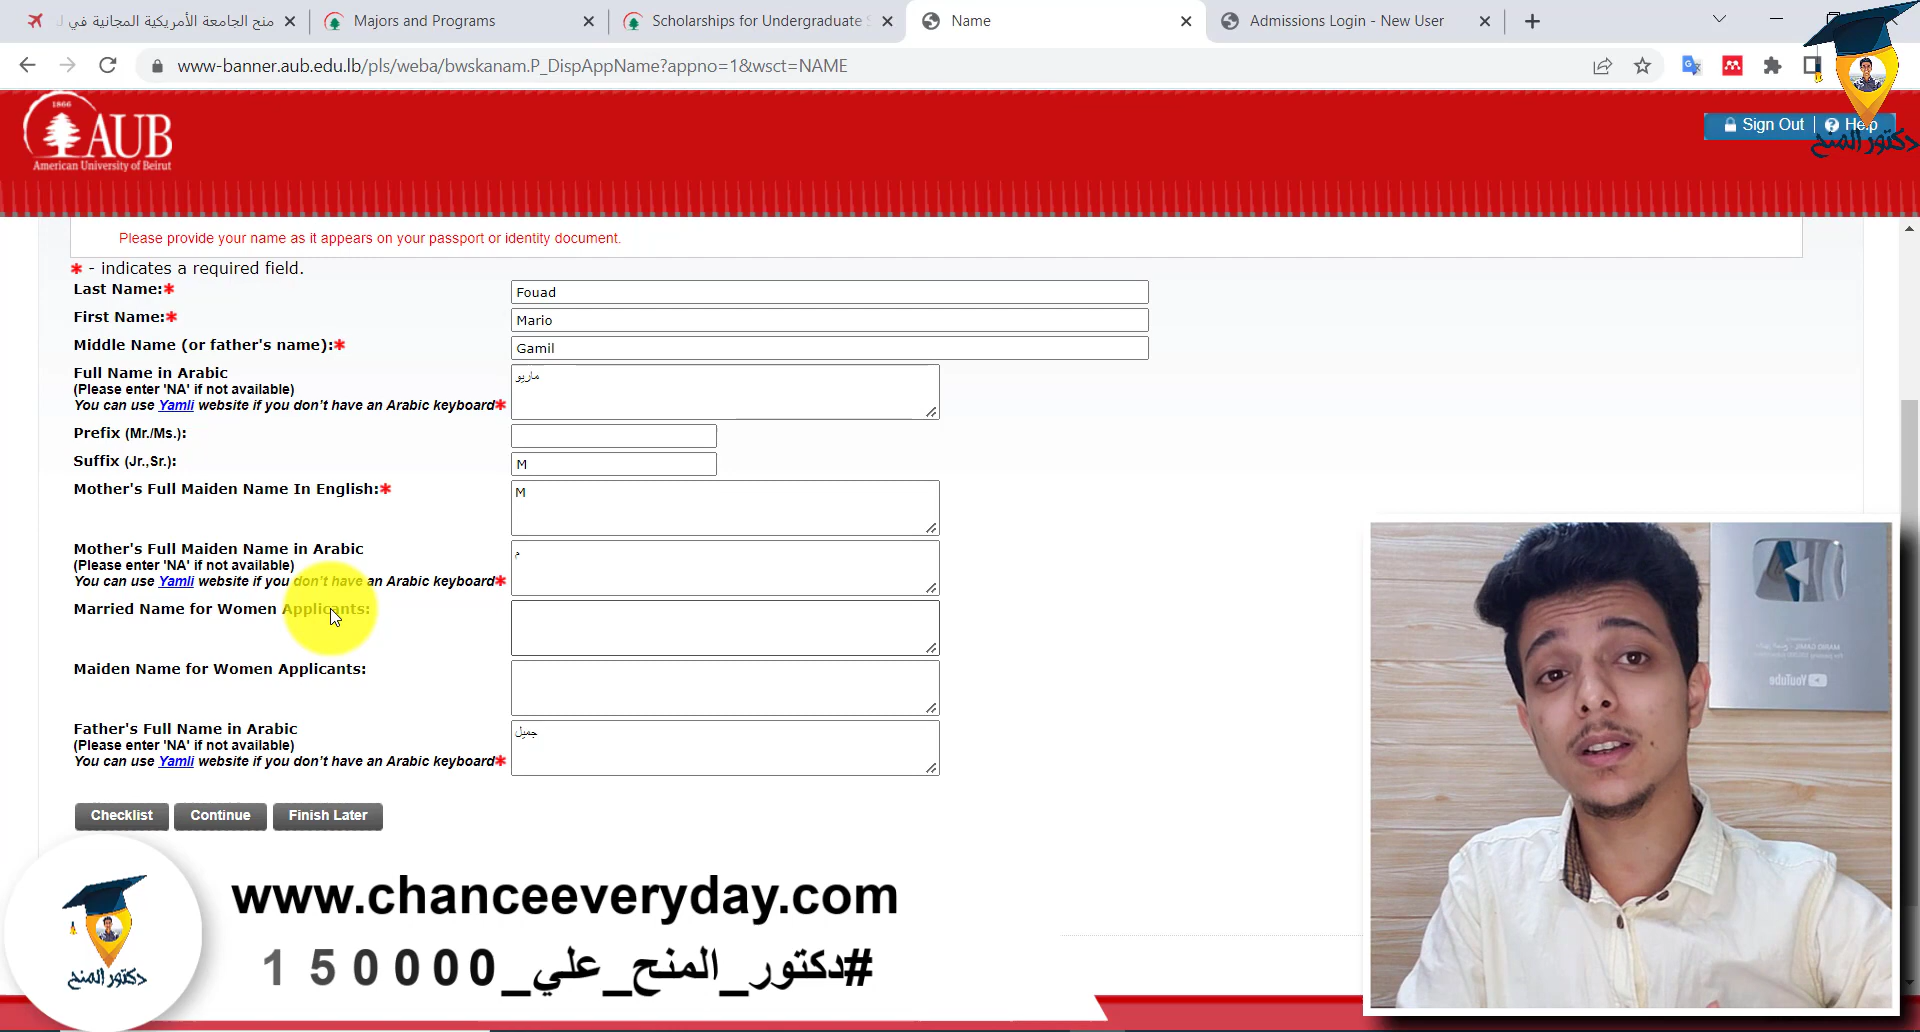 منح الجامعة الأمريكية المجانية في ل
Majors and Programs
Scholarships for Undergraduate S
Name
Admissions Login - New User
www-banner.aub.edu.lb/pls/weba/bwskanam.P_DispAppName?appno=1&wsct=NAME
1866
AUB
American University of Beirut
Sign Out
Help
دكتور المنح
Please provide your name as it appears on your passport or identity document.
* - indicates a required field.
Last Name:*
Fouad
First Name:*
Mario
Middle Name (or father's name):*
Gamil
Full Name in Arabic
(Please enter 'NA' if not available)
You can use Yamli website if you don't have an Arabic keyboard*
ماريو
Prefix (Mr./Ms.):
Suffix (Jr.,Sr.):
M
Mother's Full Maiden Name In English:*
M
Mother's Full Maiden Name in Arabic
(Please enter 'NA' if not available)
You can use Yamli website if you don't have an Arabic keyboard*
م
Married Name for Women Applicants:
Maiden Name for Women Applicants:
Father's Full Name in Arabic
(Please enter 'NA' if not available)
You can use Yamli website if you don't have an Arabic keyboard*
جميل
Checklist
Continue
Finish Later
MARIO GAMIL
YouTube
دكتور المنح
www.chanceeveryday.com
#دكتور_المنح_علي_150000